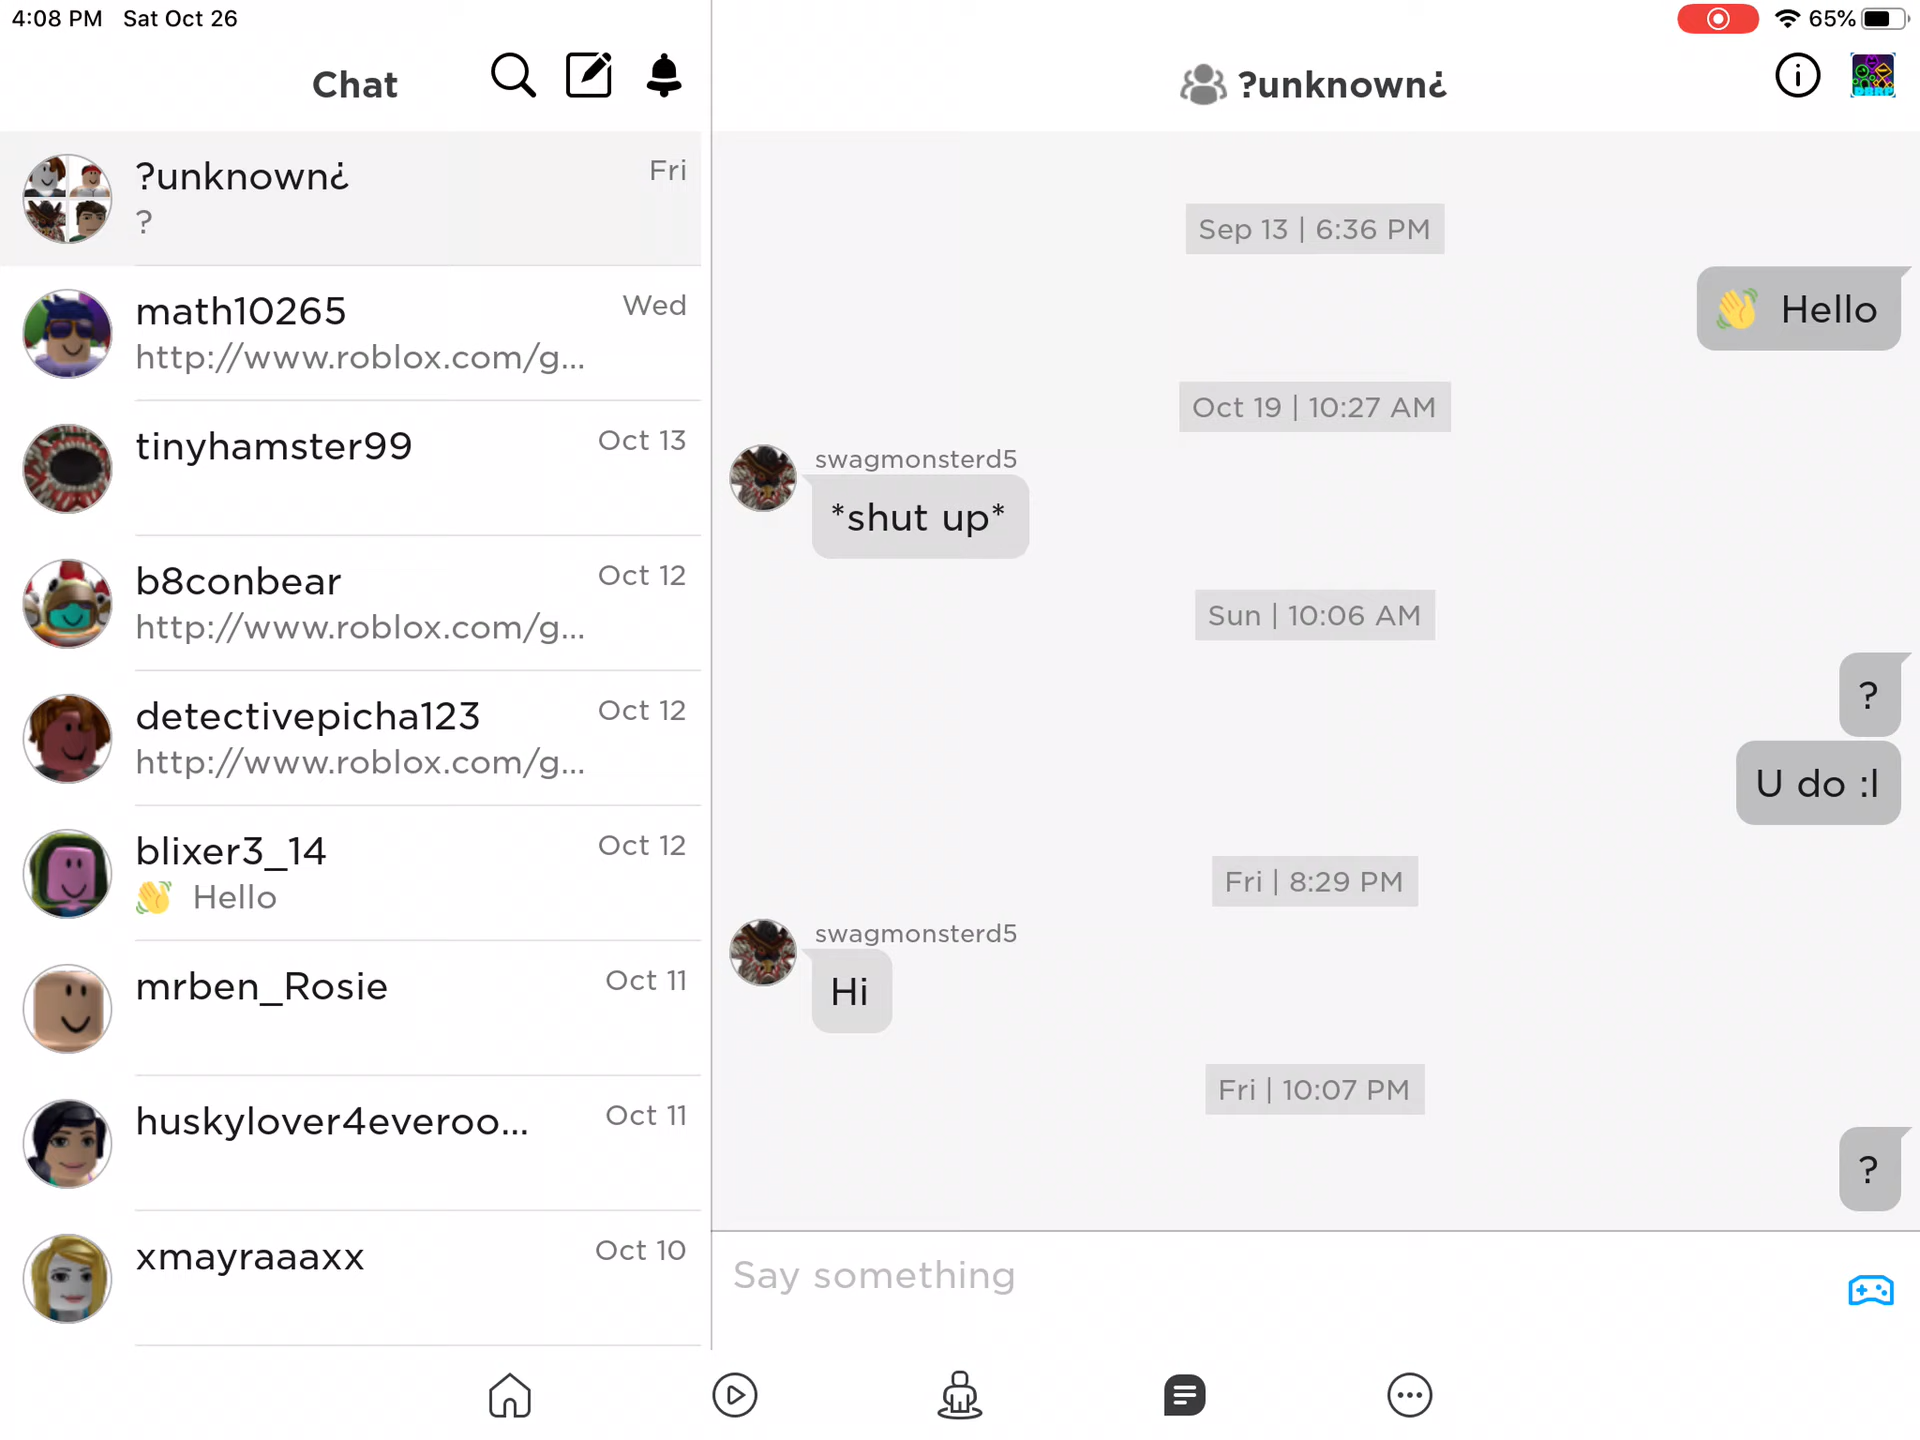 4:08 PM Sat Oct 26
65%
Chat
?unknown¿
Fri
?
math10265
Wed
http://www.roblox.com/g...
tinyhamster99
Oct 13
b8conbear
Oct 12
http://www.roblox.com/g...
detectivepicha123
Oct 12
http://www.roblox.com/g...
blixer3_14
Oct 12
👋 Hello
mrben_Rosie
Oct 11
huskylover4everoo...
Oct 11
xmayraaaxx
Oct 10
?unknown¿
Sep 13 | 6:36 PM
👋 Hello
Oct 19 | 10:27 AM
swagmonsterd5
*shut up*
Sun | 10:06 AM
?
U do :l
Fri | 8:29 PM
swagmonsterd5
Hi
Fri | 10:07 PM
?
Say something